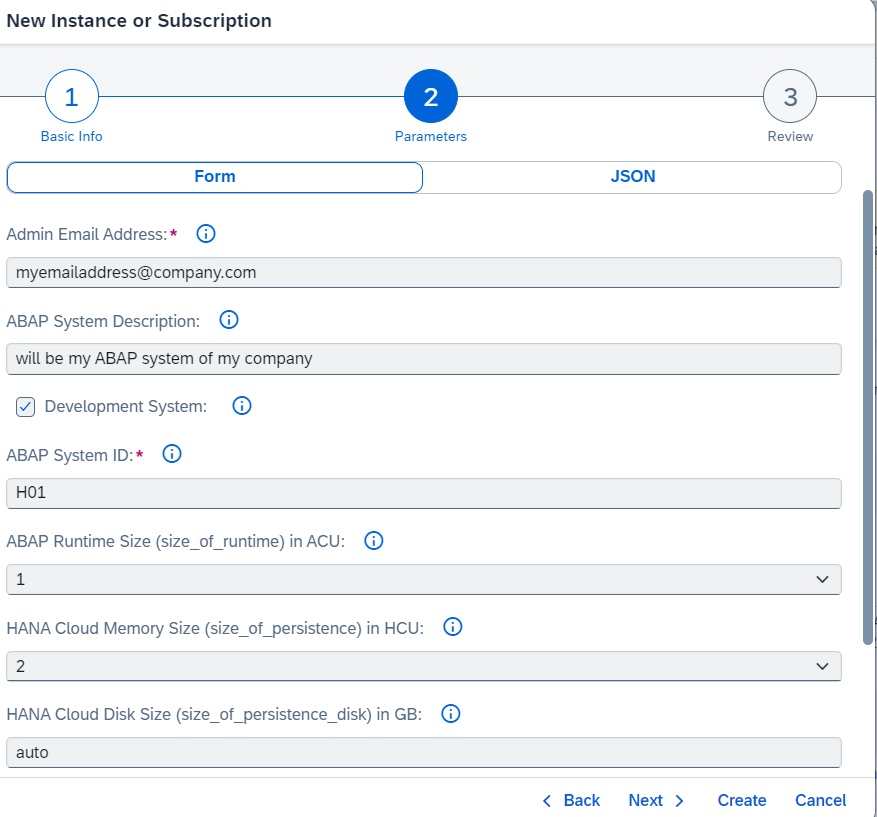 New Instance or Subscription
1 2 3
Basic Info Parameters Review
Form JSON
Admin Email Address:*
myemailaddress@company.com
ABAP System Description:
will be my ABAP system of my company
Development System:
ABAP System ID:*
H01
ABAP Runtime Size (size_of_runtime) in ACU:
1
HANA Cloud Memory Size (size_of_persistence) in HCU:
2
HANA Cloud Disk Size (size_of_persistence_disk) in GB:
auto
Back Next Create Cancel